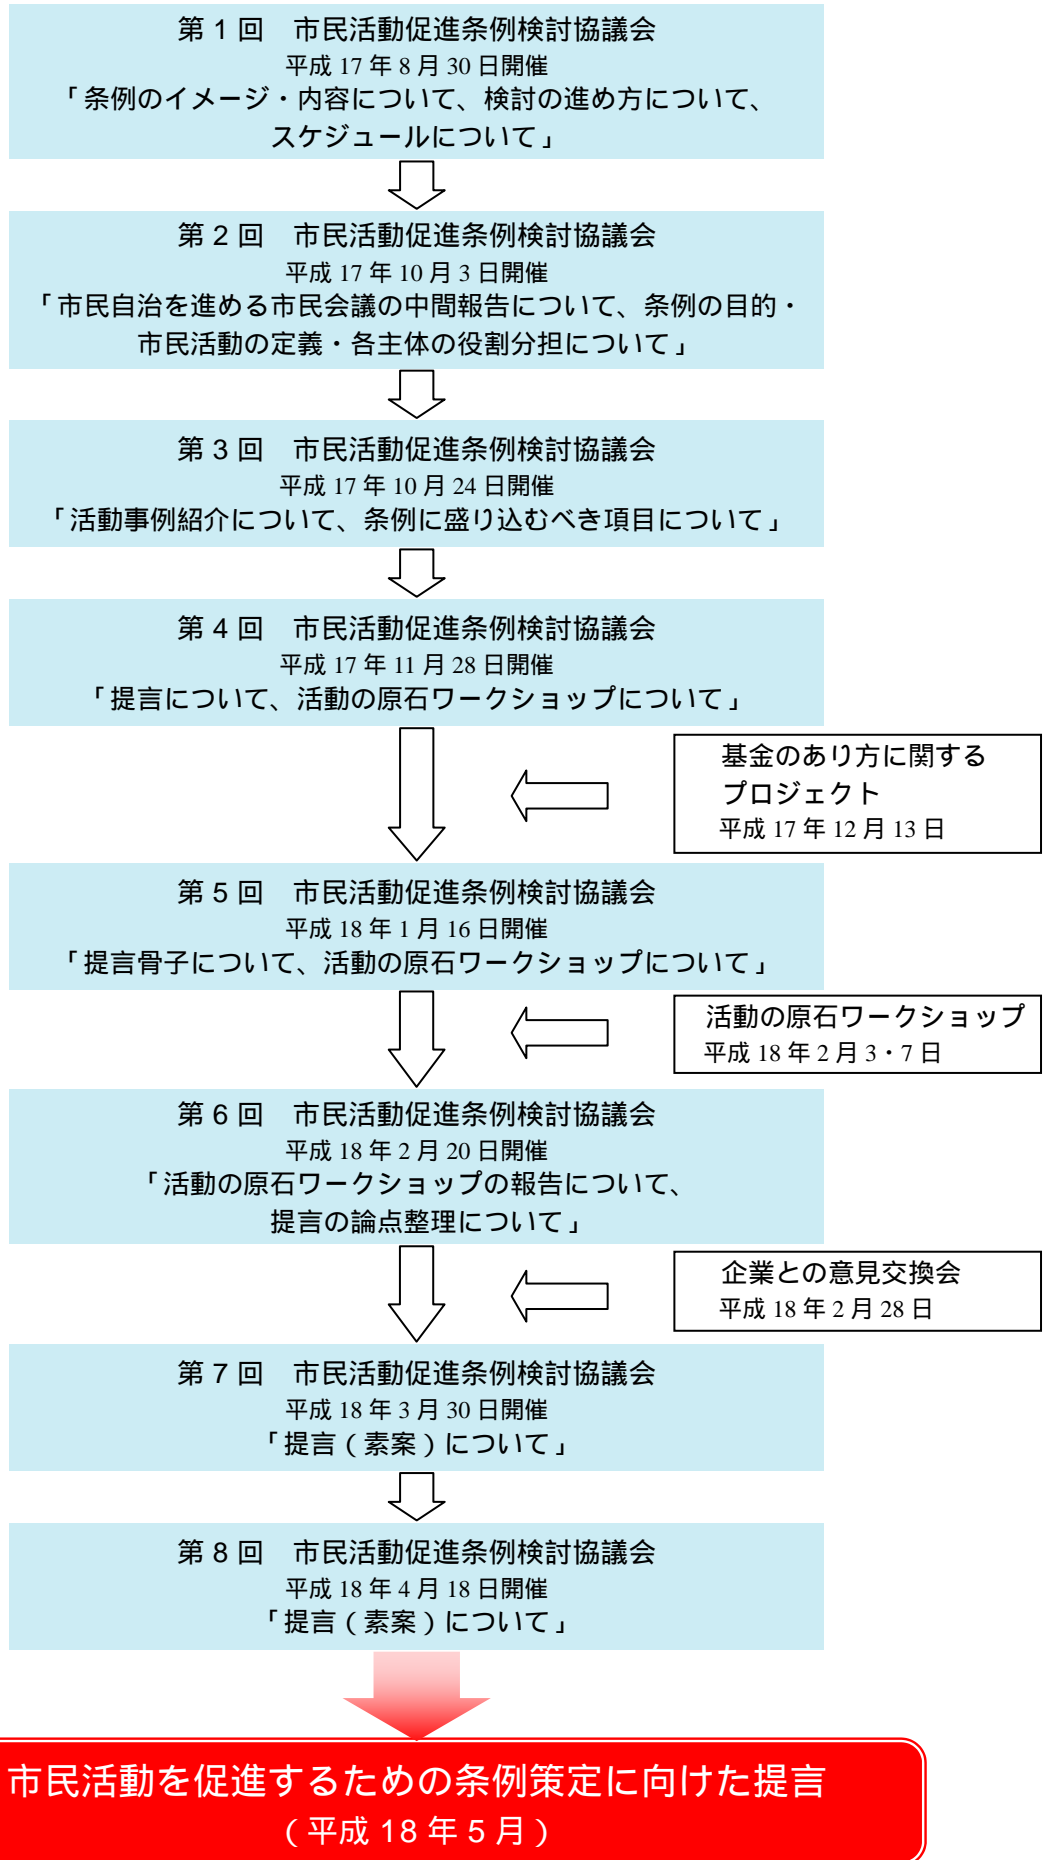 第１回　市民活動促進条例検討協議会
平成 17 年 8 月 30 日開催
「条例のイメージ・内容について、検討の進め方について、
スケジュールについて」
第２回　市民活動促進条例検討協議会
平成 17 年 10 月 3 日開催
「市民自治を進める市民会議の中間報告について、条例の目的・
市民活動の定義・各主体の役割分担について」
第３回　市民活動促進条例検討協議会
平成 17 年 10 月 24 日開催
「活動事例紹介について、条例に盛り込むべき項目について」
第４回　市民活動促進条例検討協議会
平成 17 年 11 月 28 日開催
「提言について、活動の原石ワークショップについて」
基金のあり方に関する
プロジェクト
平成 17 年 12 月 13 日
第５回　市民活動促進条例検討協議会
平成 18 年 1 月 16 日開催
「提言骨子について、活動の原石ワークショップについて」
活動の原石ワークショップ
平成 18 年 2 月 3・7 日
第６回　市民活動促進条例検討協議会
平成 18 年 2 月 20 日開催
「活動の原石ワークショップの報告について、
提言の論点整理について」
企業との意見交換会
平成 18 年 2 月 28 日
第７回　市民活動促進条例検討協議会
平成 18 年 3 月 30 日開催
「提言（素案）について」
第８回　市民活動促進条例検討協議会
平成 18 年 4 月 18 日開催
「提言（素案）について」
市民活動を促進するための条例策定に向けた提言
（平成 18 年 5 月）